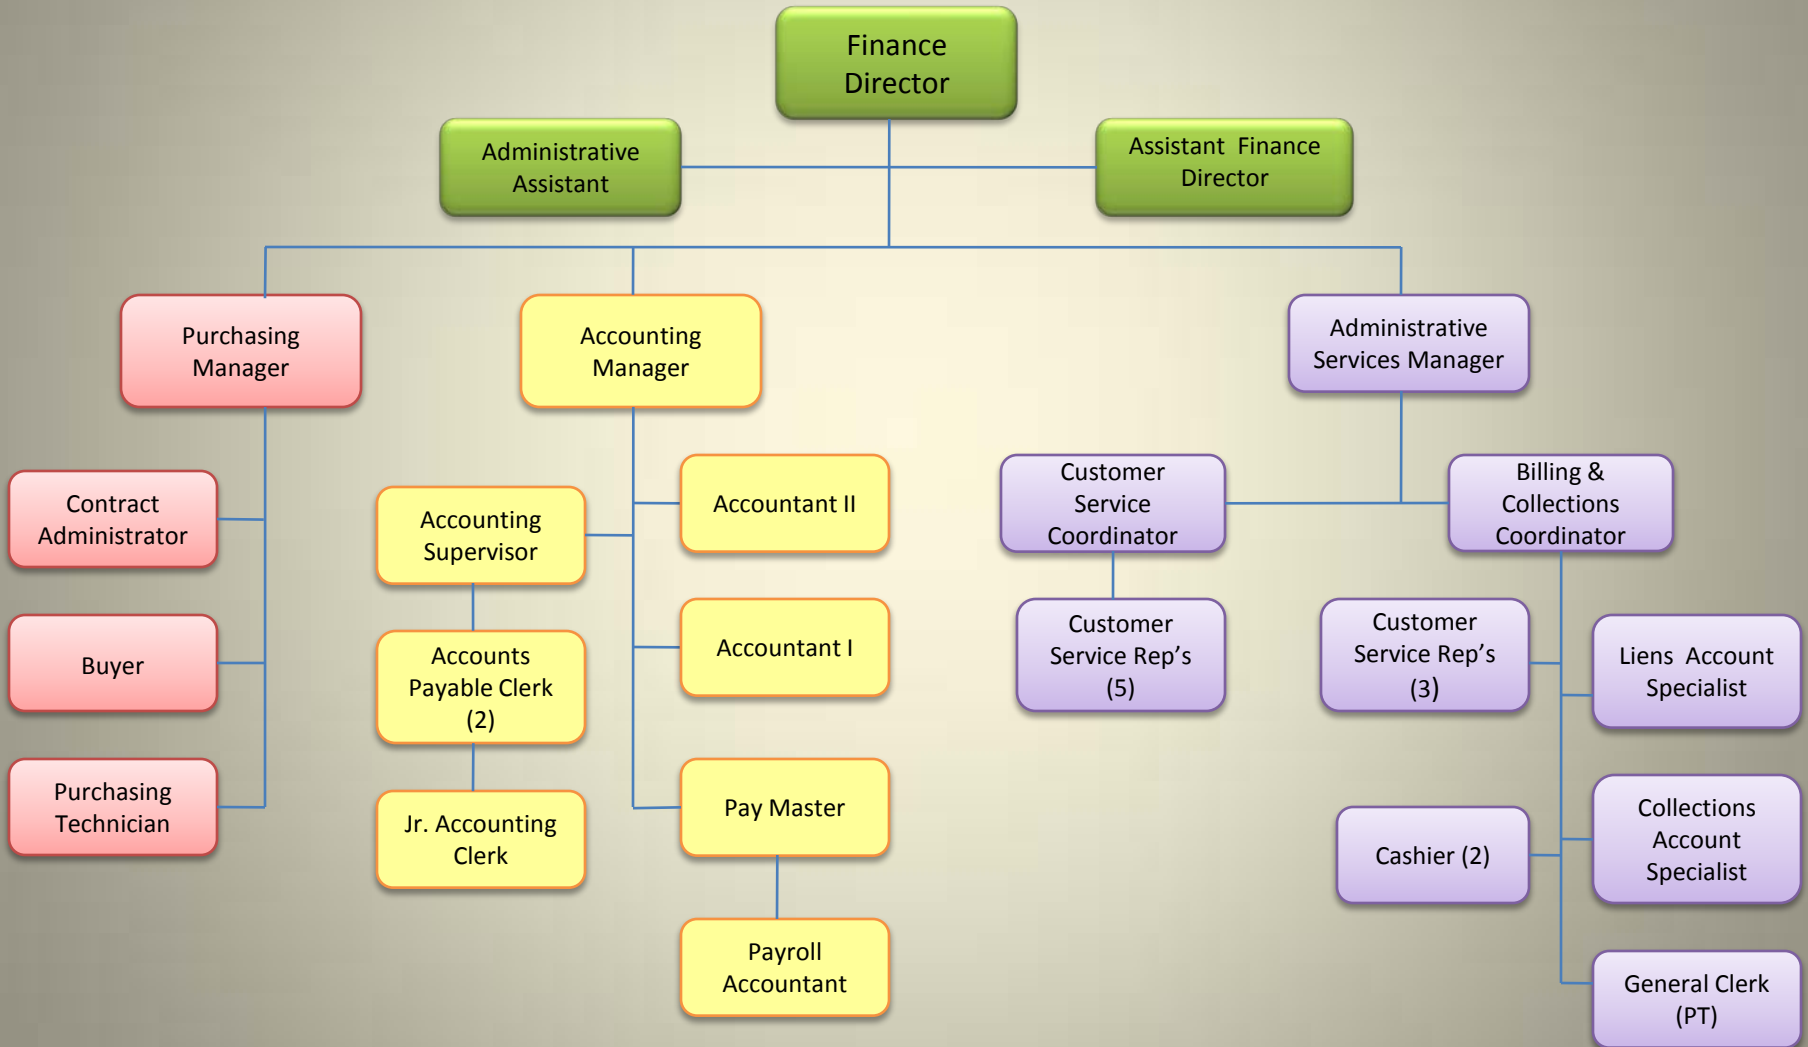 Finance
Director
Administrative
Assistant
Assistant Finance
Director
Purchasing
Manager
Accounting
Manager
Administrative
Services Manager
Contract
Administrator
Buyer
Purchasing
Technician
Accounting
Supervisor
Accounts
Payable Clerk
(2)
Jr. Accounting
Clerk
Accountant II
Accountant I
Pay Master
Payroll
Accountant
Customer
Service
Coordinator
Customer
Service Rep’s
(5)
Billing &
Collections
Coordinator
Customer
Service Rep’s
(3)
Liens Account
Specialist
Cashier (2)
Collections
Account
Specialist
General Clerk
(PT)